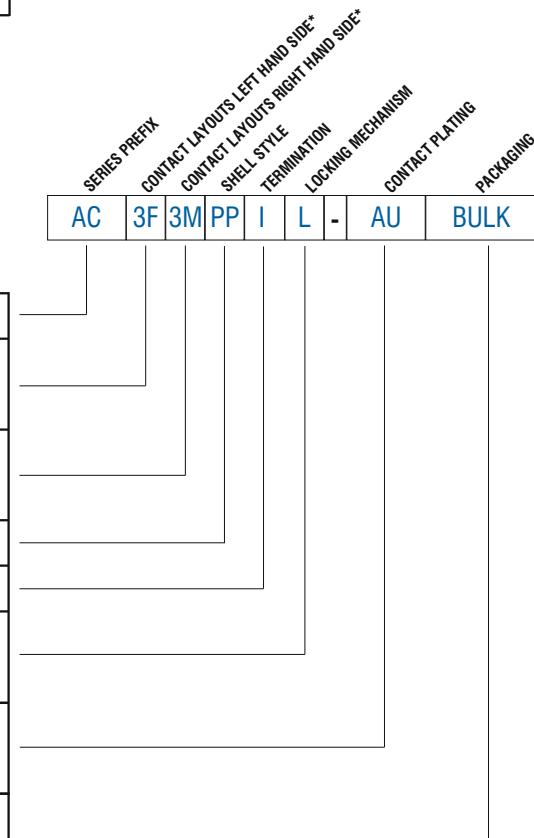 SERIES PREFIX
CONTACT LAYOUTS LEFT HAND SIDE*
CONTACT LAYOUTS RIGHT HAND SIDE*
SHELL STYLE
TERMINATION
LOCKING MECHANISM
CONTACT PLATING
PACKAGING
AC 3F 3M PP I L - AU BULK